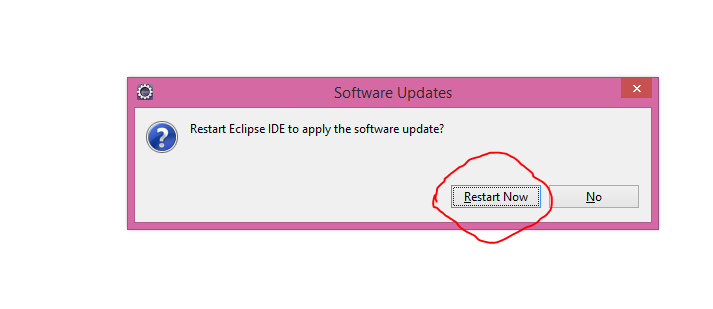 Software Updates
Restart Eclipse IDE to apply the software update?
Restart Now
No